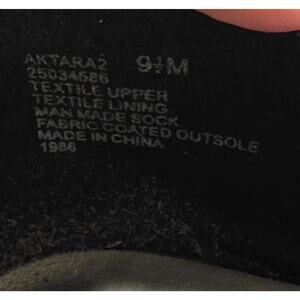 AKTARA2 9½M
25034686
TEXTILE UPPER
TEXTILE LINING
MAN MADE SOCK
FABRIC COATED OUTSOLE
MADE IN CHINA
1986